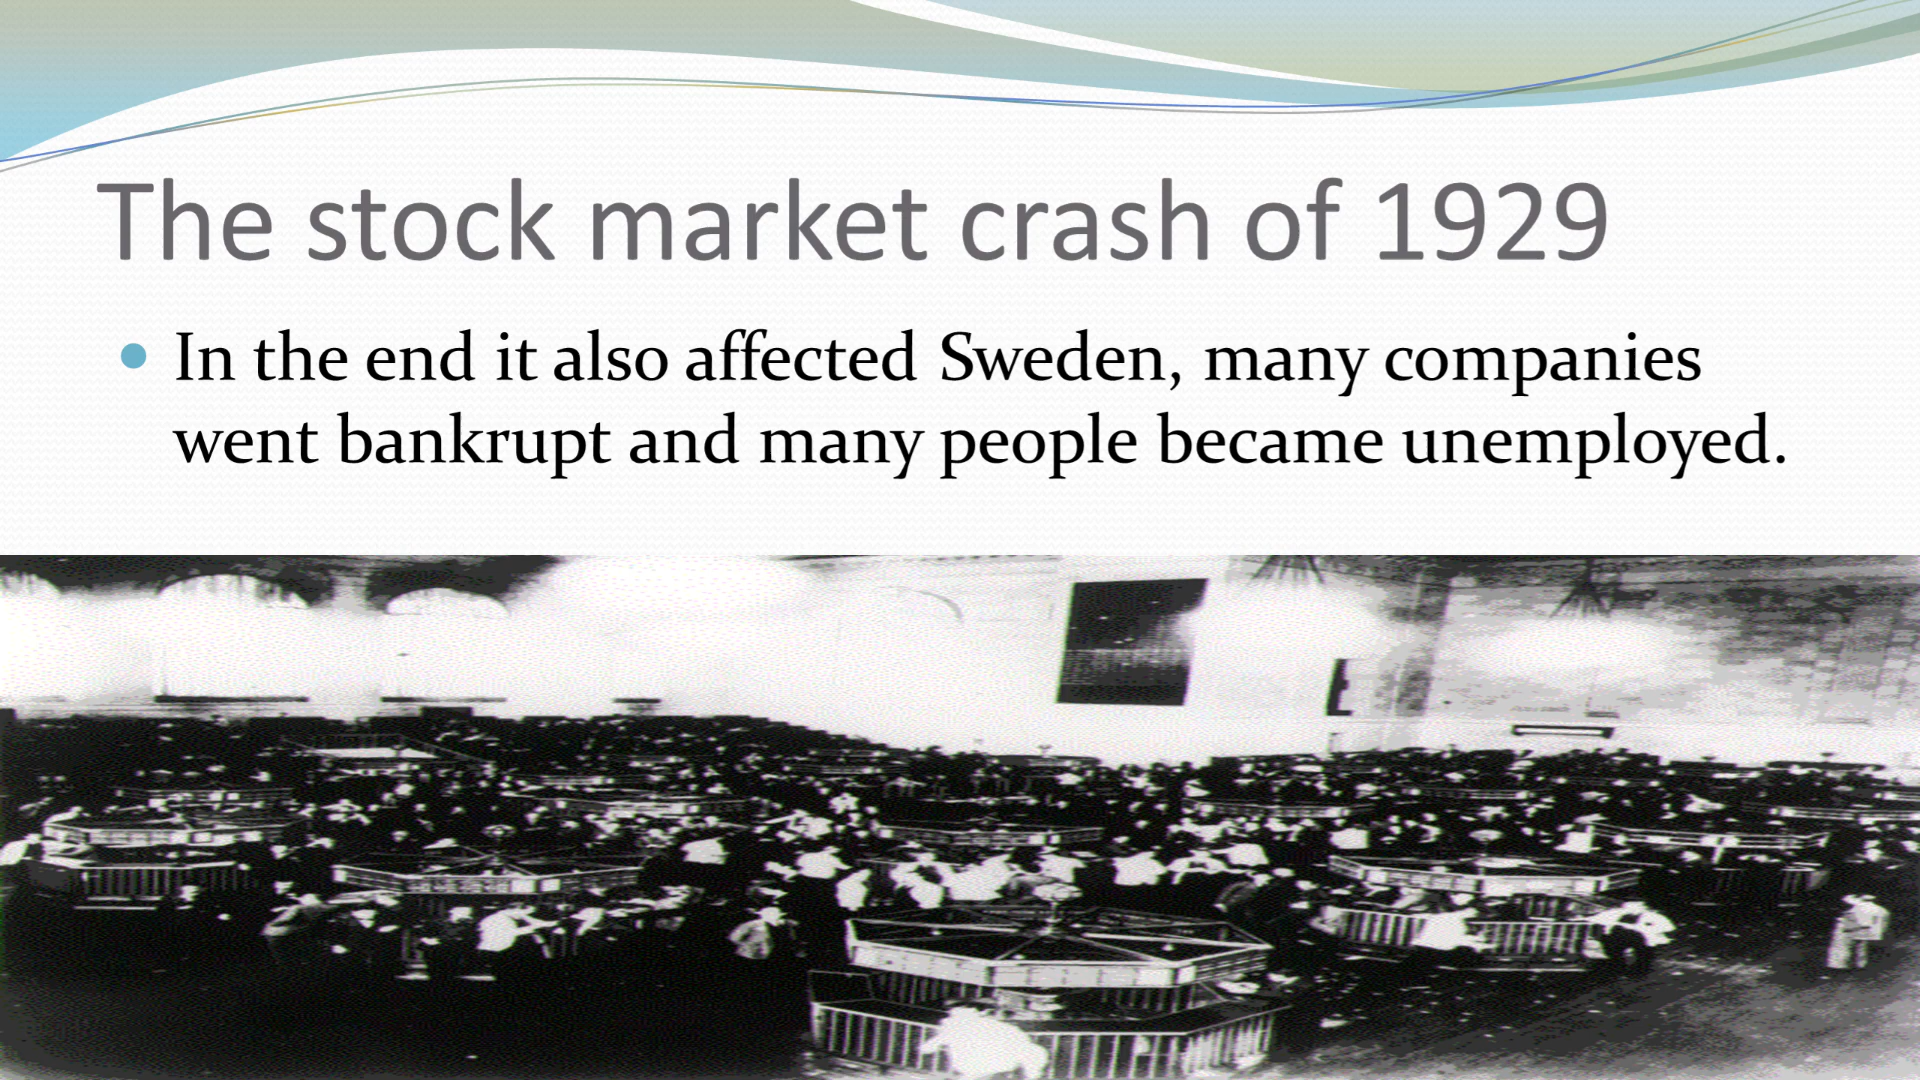 The stock market crash of 1929
• In the end it also affected Sweden, many companies
went bankrupt and many people became unemployed.